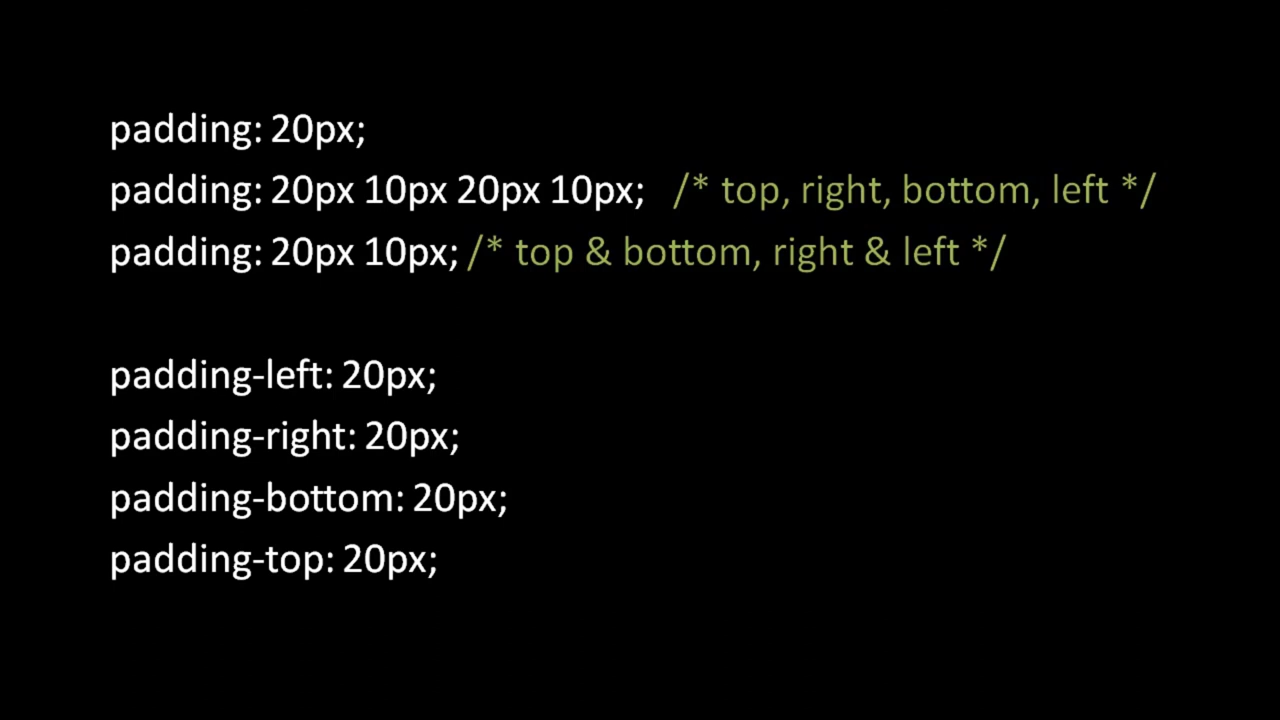 padding: 20px;
padding: 20px 10px 20px 10px; /* top, right, bottom, left */
padding: 20px 10px; /* top & bottom, right & left */
padding-left: 20px;
padding-right: 20px;
padding-bottom: 20px;
padding-top: 20px;